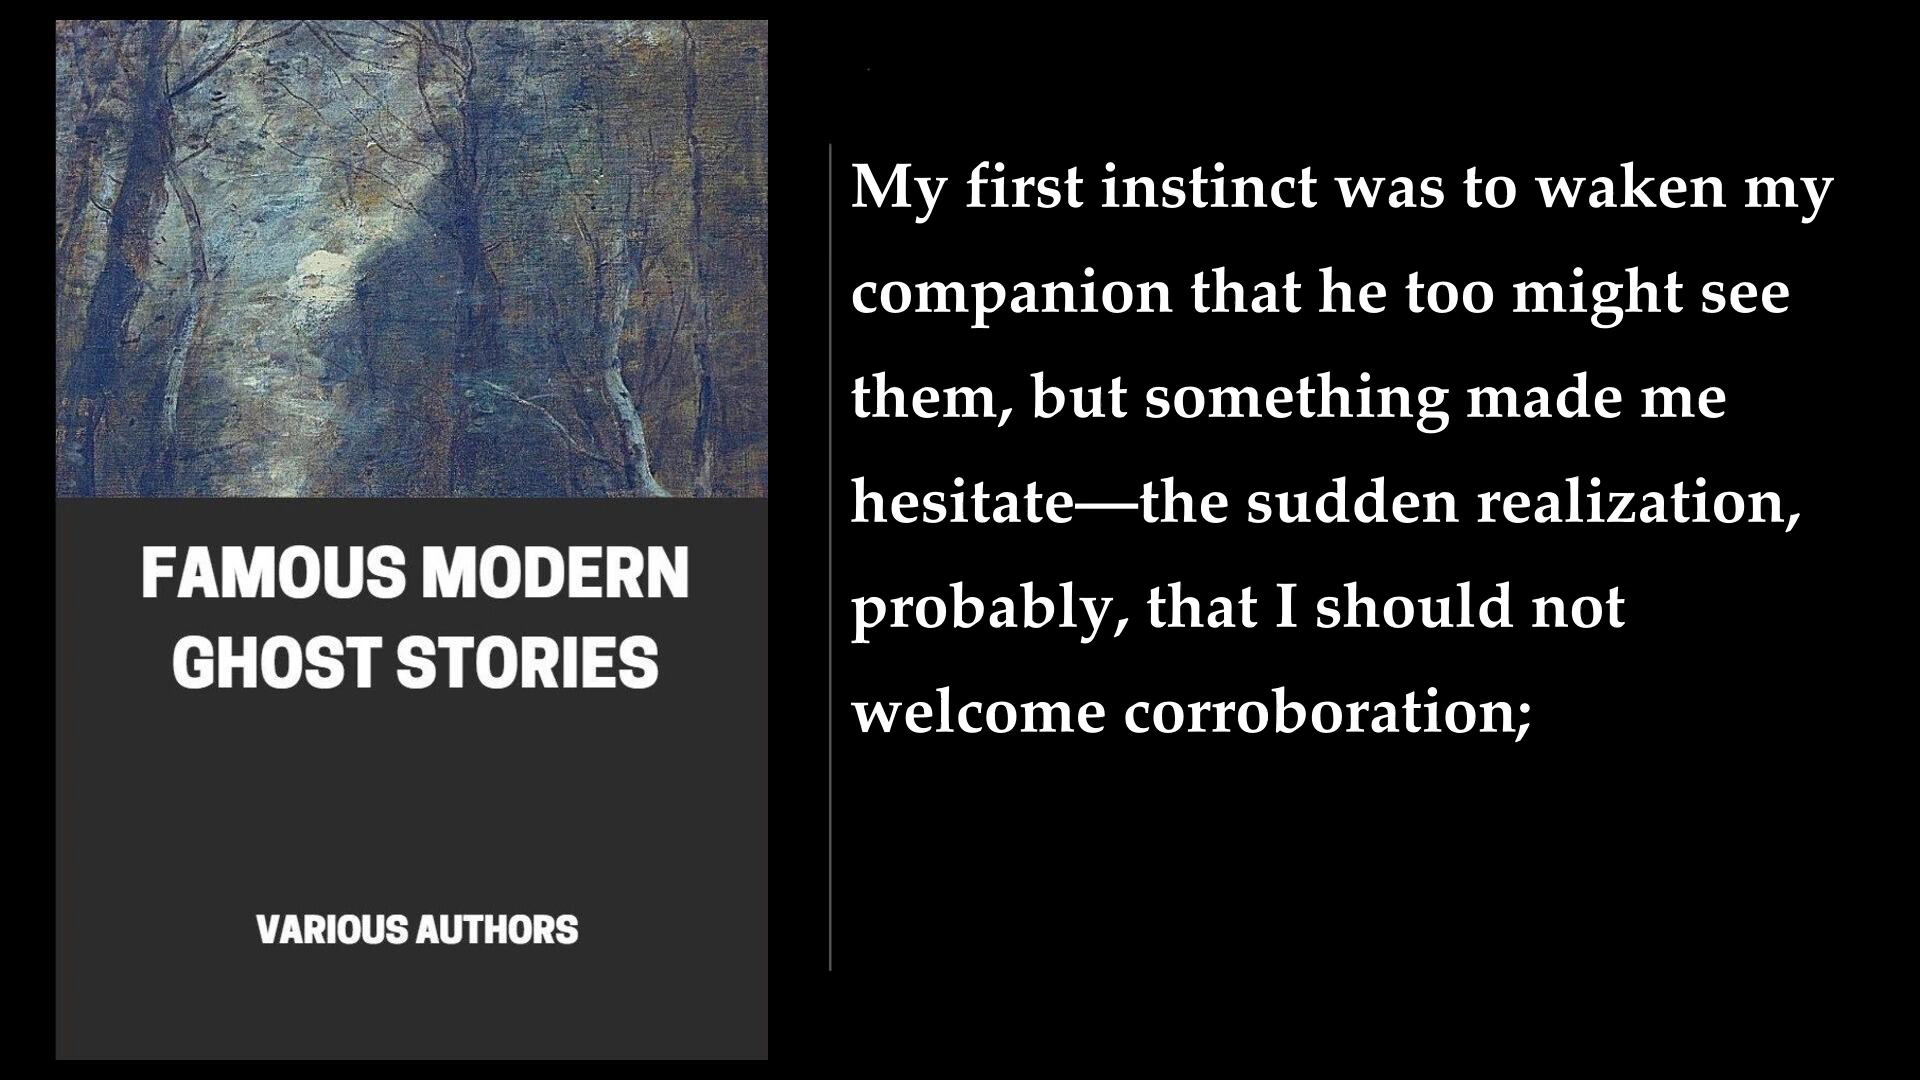 FAMOUS MODERN
GHOST STORIES
VARIOUS AUTHORS
My first instinct was to waken my
companion that he too might see
them, but something made me
hesitate—the sudden realization,
probably, that I should not
welcome corroboration;